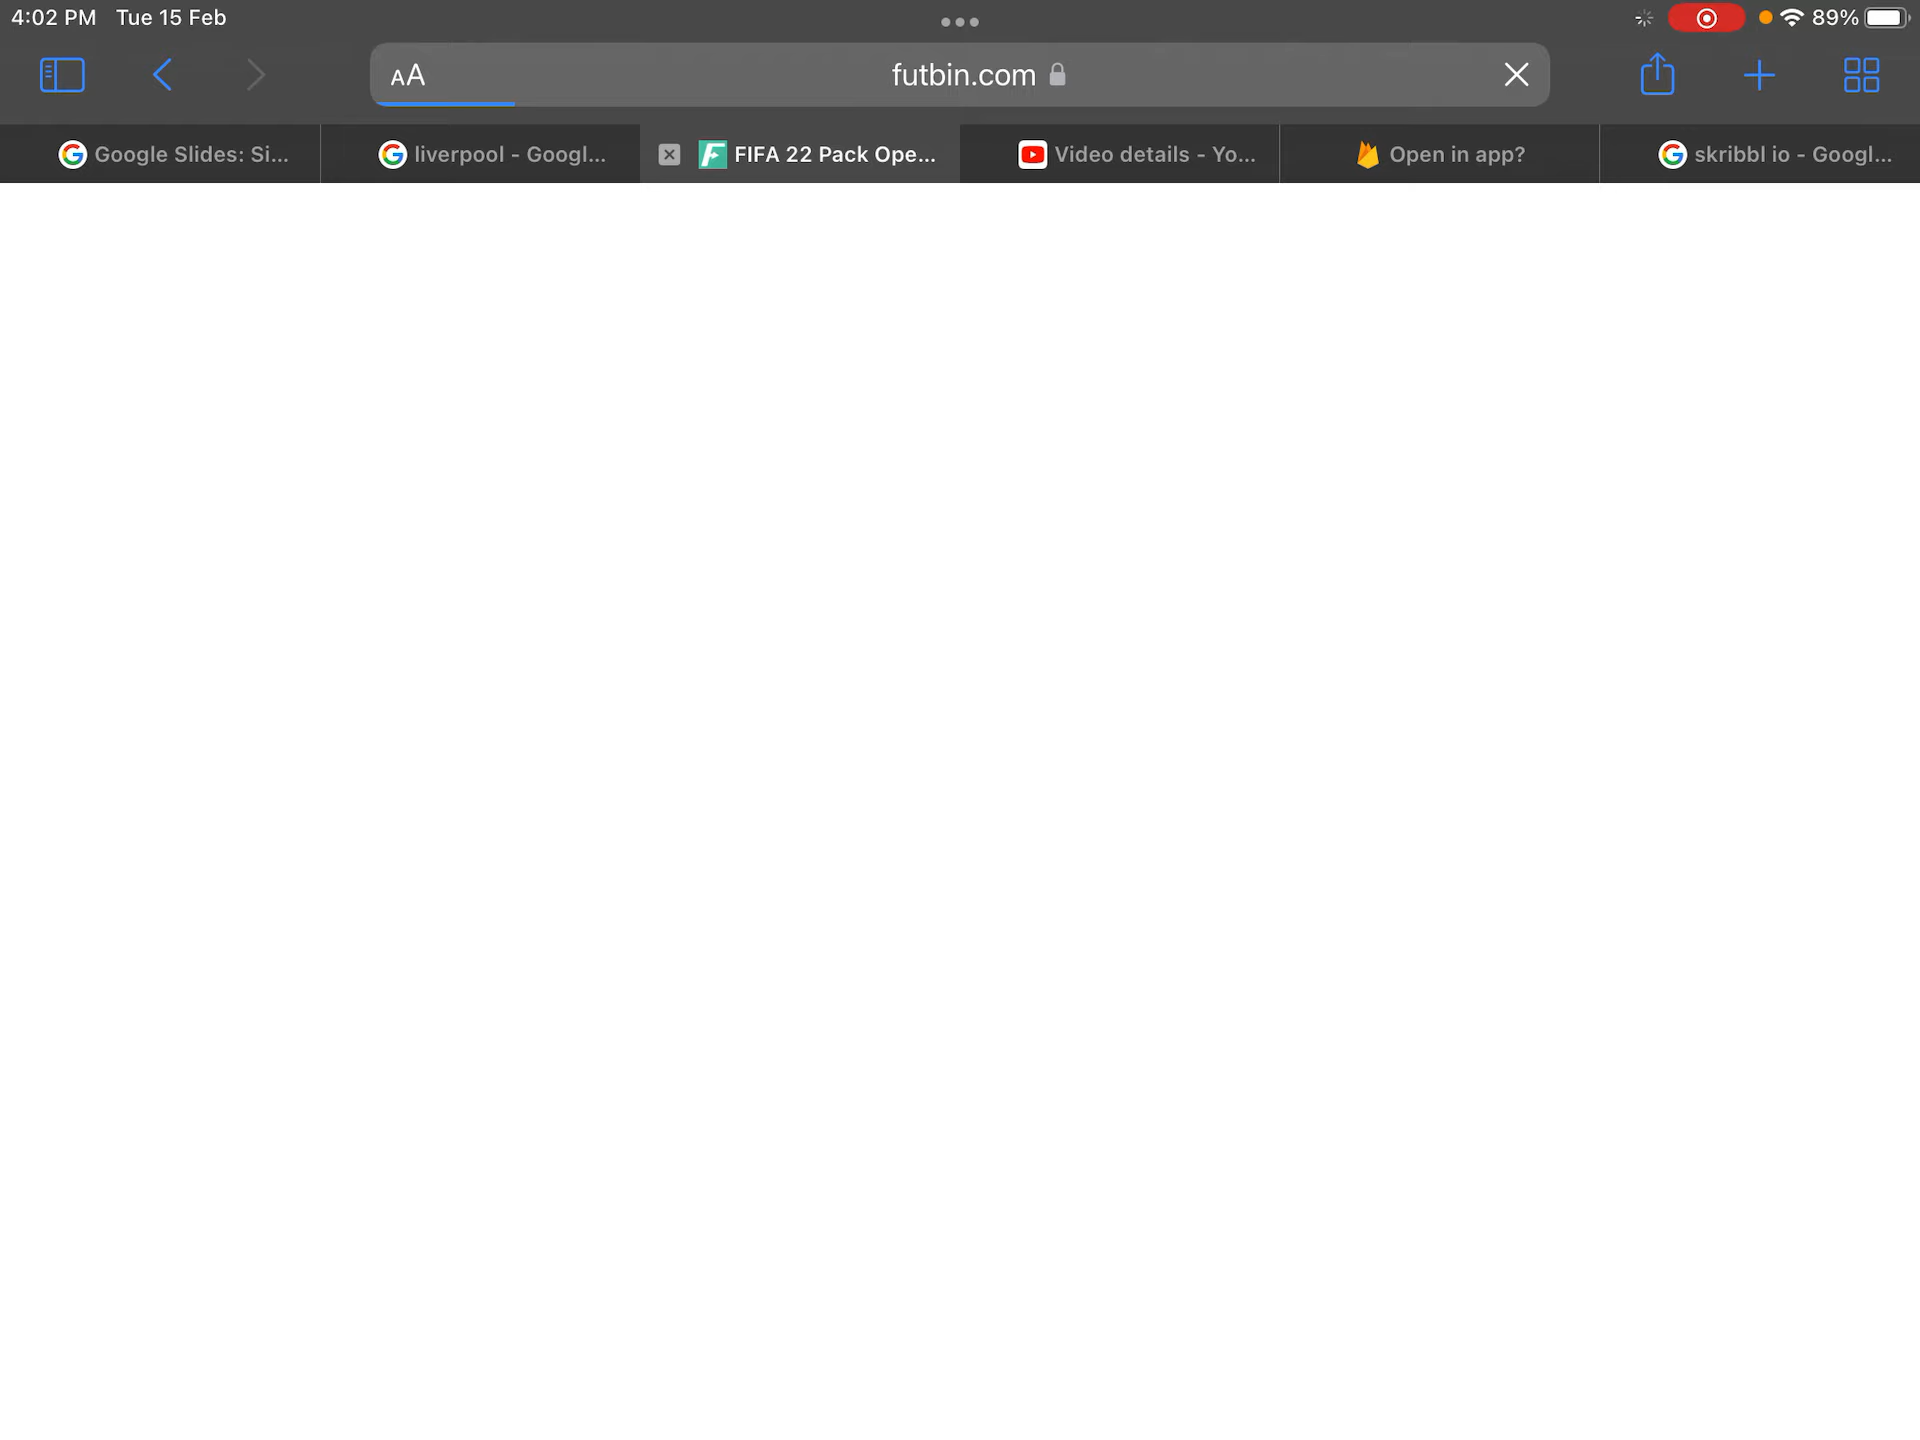 4:02 PM Tue 15 Feb
89%
AA
futbin.com
Google Slides: Si...
liverpool - Googl...
FIFA 22 Pack Ope...
Video details - Yo...
Open in app?
skribbl io - Googl...